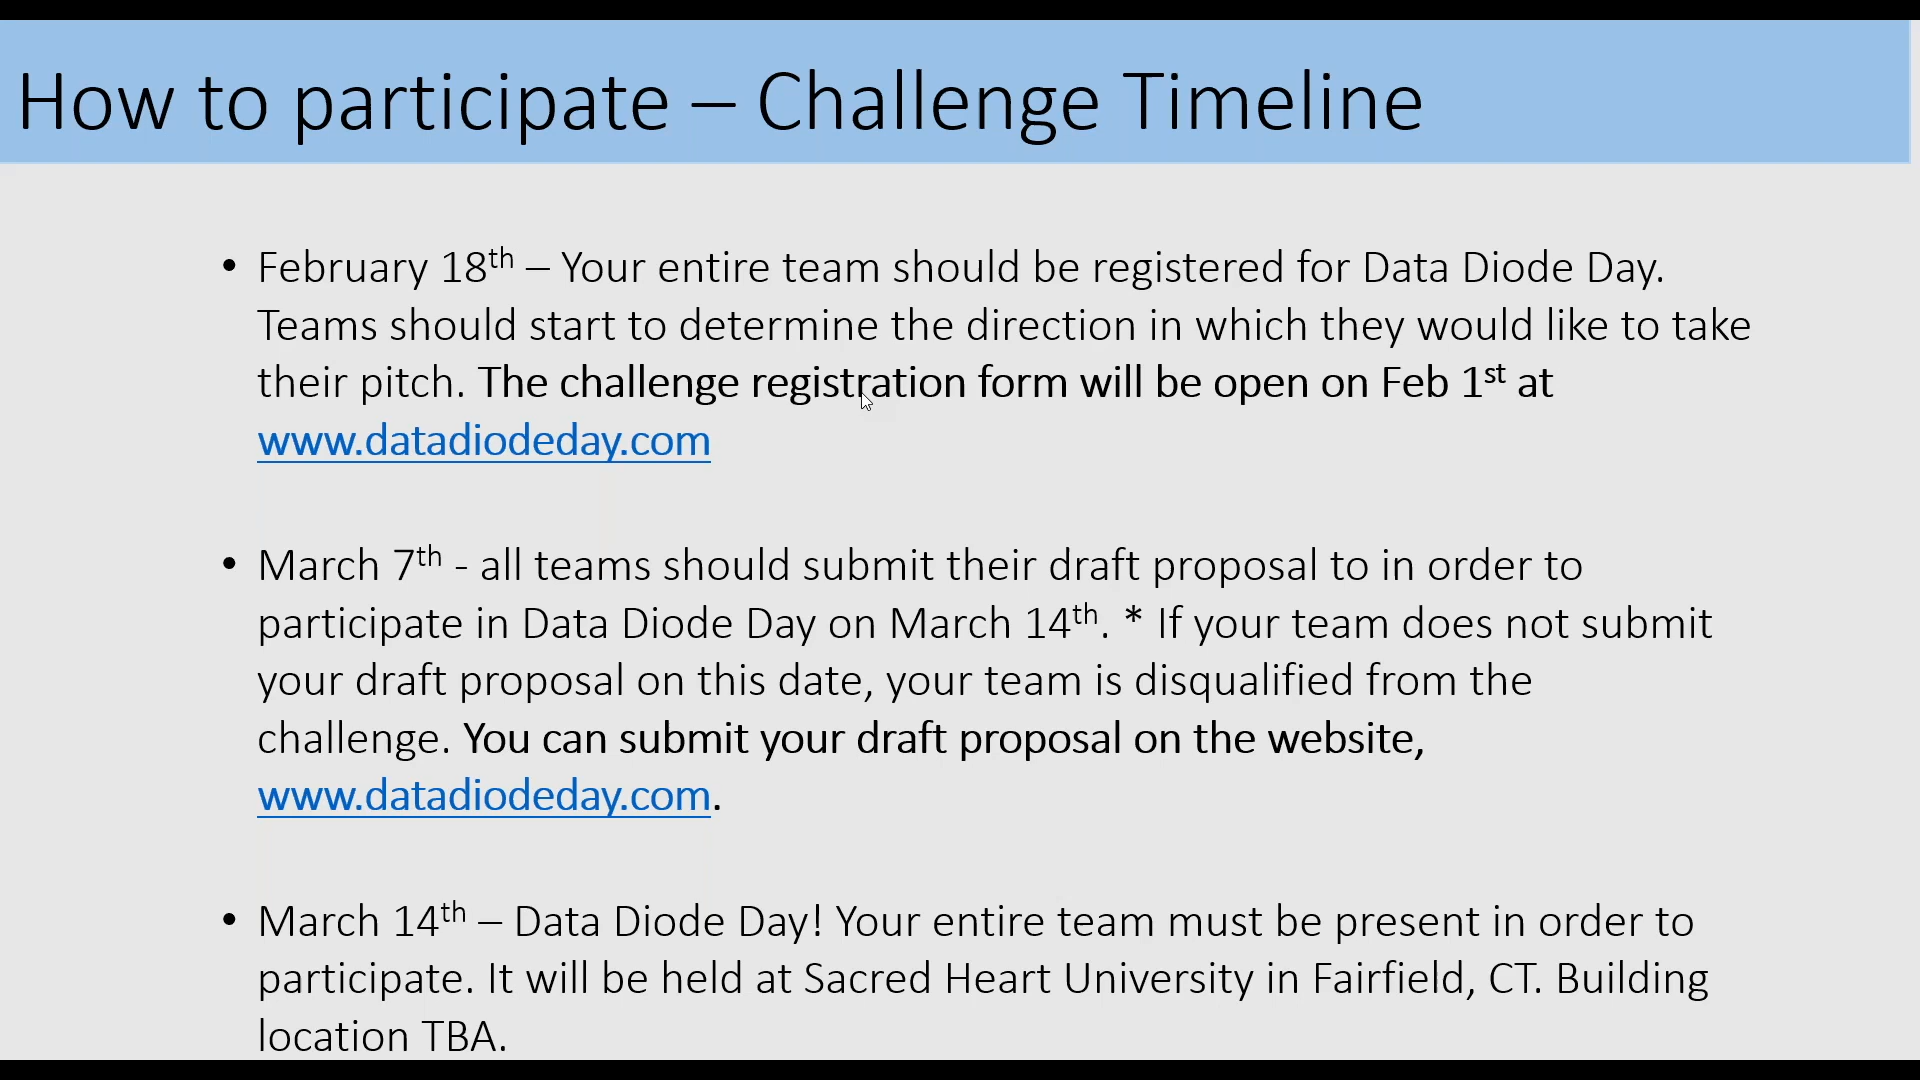 How to participate – Challenge Timeline
• February 18th – Your entire team should be registered for Data Diode Day.
Teams should start to determine the direction in which they would like to take
their pitch. The challenge registration form will be open on Feb 1st at
www.datadiodeday.com
• March 7th - all teams should submit their draft proposal to in order to
participate in Data Diode Day on March 14th. * If your team does not submit
your draft proposal on this date, your team is disqualified from the
challenge. You can submit your draft proposal on the website,
www.datadiodeday.com.
• March 14th – Data Diode Day! Your entire team must be present in order to
participate. It will be held at Sacred Heart University in Fairfield, CT. Building
location TBA.